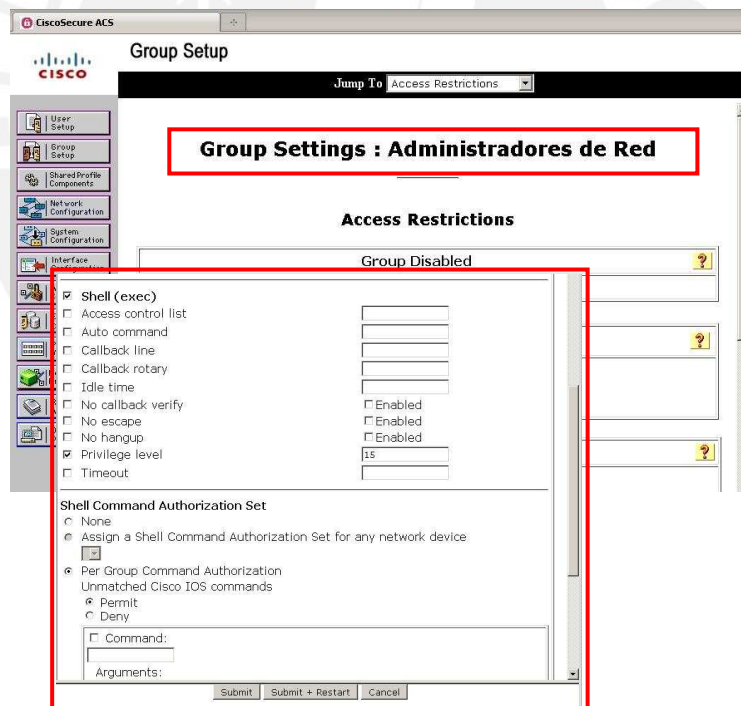 CiscoSecure ACS
CISCO
Group Setup
Jump To Access Restrictions
User
Setup
Group
Setup
Shared Profile
Components
Network
Configuration
System
Configuration
Interface
Group Settings : Administradores de Red
Access Restrictions
Group Disabled
?
?
?
Shell (exec)
Access control list
Auto command
Callback line
Callback rotary
Idle time
No callback verify Enabled
No escape Enabled
No hangup Enabled
Privilege level 15
Timeout
Shell Command Authorization Set
None
Assign a Shell Command Authorization Set for any network device
Per Group Command Authorization
Unmatched Cisco IOS commands
Permit
Deny
Command:
Arguments:
Submit Submit + Restart Cancel